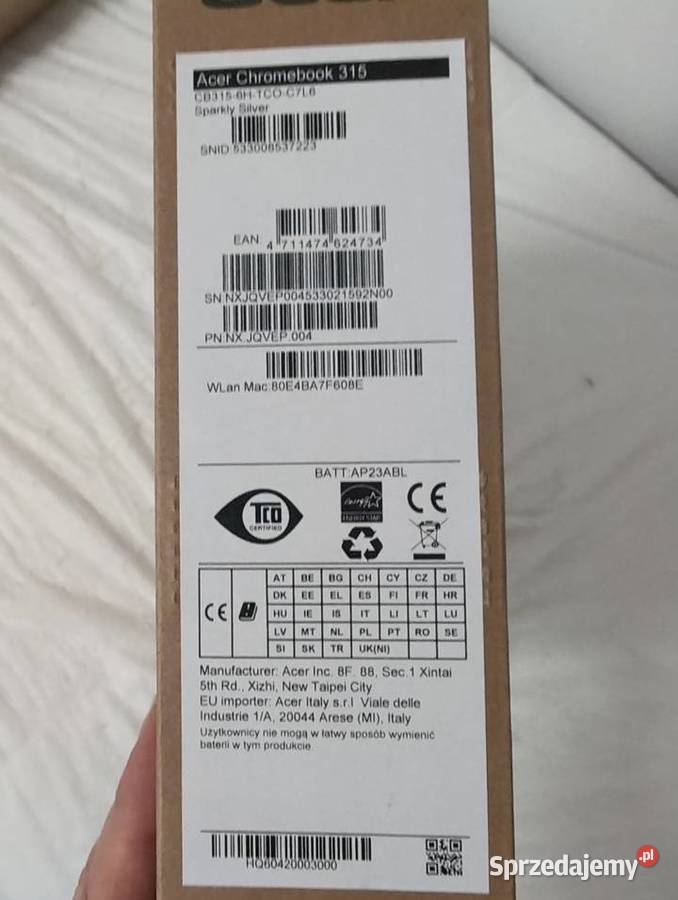 Acer Chromebook 315
CB315-6H-TCO-C7L6
Sparkly Silver
SNID:533008537223
EAN: 4 711474 624734
SN:NXJQVEP004533021592N00
PN:NX.JQVEP.004
WLan Mac:80E4BA7F608E
BATT:AP23ABL
TCO
CERTIFIED
energy
ENERGY STAR
CE
CE
AT BE BG CH CY CZ DE
DK EE EL ES FI FR HR
HU IE IS IT LI LT LU
LV MT NL PL PT RO SE
SI SK TR UK(NI)
Manufacturer: Acer Inc. 8F, 88, Sec.1 Xintai
5th Rd., Xizhi, New Taipei City
EU importer: Acer Italy s.r.l Viale delle
Industrie 1/A, 20044 Arese (MI), Italy
Użytkownicy nie mogą w łatwy sposób wymienić
baterii w tym produkcie.
HQ60420003000
Sprzedajemy.pl